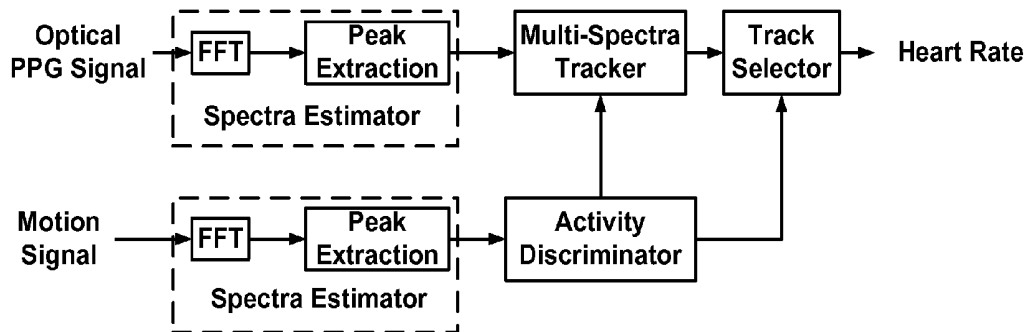 Optical
PPG Signal
FFT
Peak
Extraction
Spectra Estimator
Multi-Spectra
Tracker
Track
Selector
Heart Rate
Motion
Signal
FFT
Peak
Extraction
Spectra Estimator
Activity
Discriminator